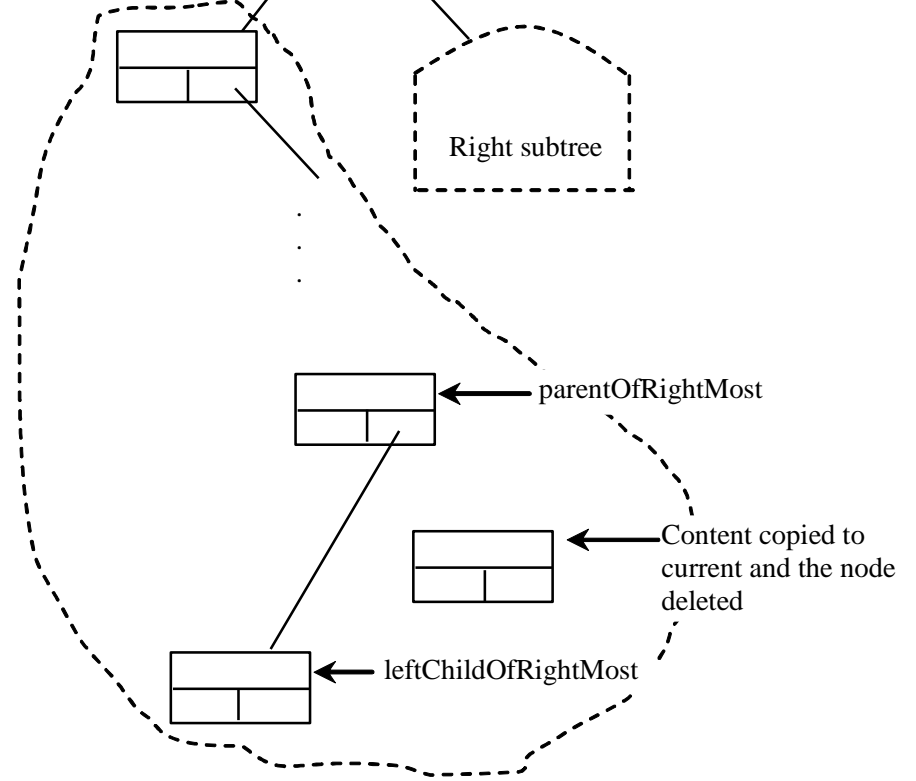 Right subtree
parentOfRightMost
Content copied to
current and the node
deleted
leftChildOfRightMost